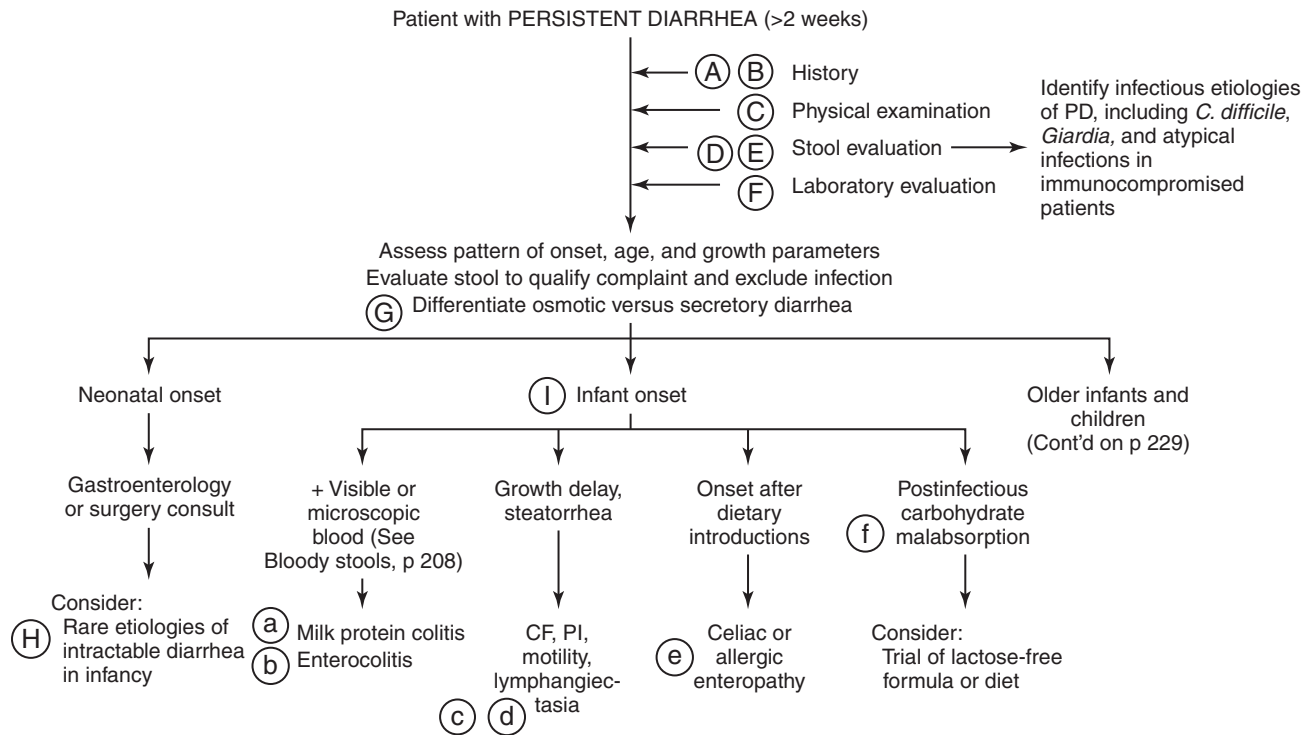 Patient with PERSISTENT DIARRHEA (>2 weeks)
A B History
C Physical examination
D E Stool evaluation
F Laboratory evaluation
Identify infectious etiologies
of PD, including C. difficile,
Giardia, and atypical
infections in
immunocompromised
patients
Assess pattern of onset, age, and growth parameters
Evaluate stool to qualify complaint and exclude infection
G Differentiate osmotic versus secretory diarrhea
Neonatal onset
I Infant onset
Older infants and
children
(Cont'd on p 229)
Gastroenterology
or surgery consult
+ Visible or
microscopic
blood (See
Bloody stools, p 208)
Growth delay,
steatorrhea
Onset after
dietary
introductions
Postinfectious
f carbohydrate
malabsorption
Consider:
H Rare etiologies of
intractable diarrhea
in infancy
a Milk protein colitis
b Enterocolitis
CF, PI,
motility,
lymphangiec-
tasia
c d
Celiac or
e allergic
enteropathy
Consider:
Trial of lactose-free
formula or diet